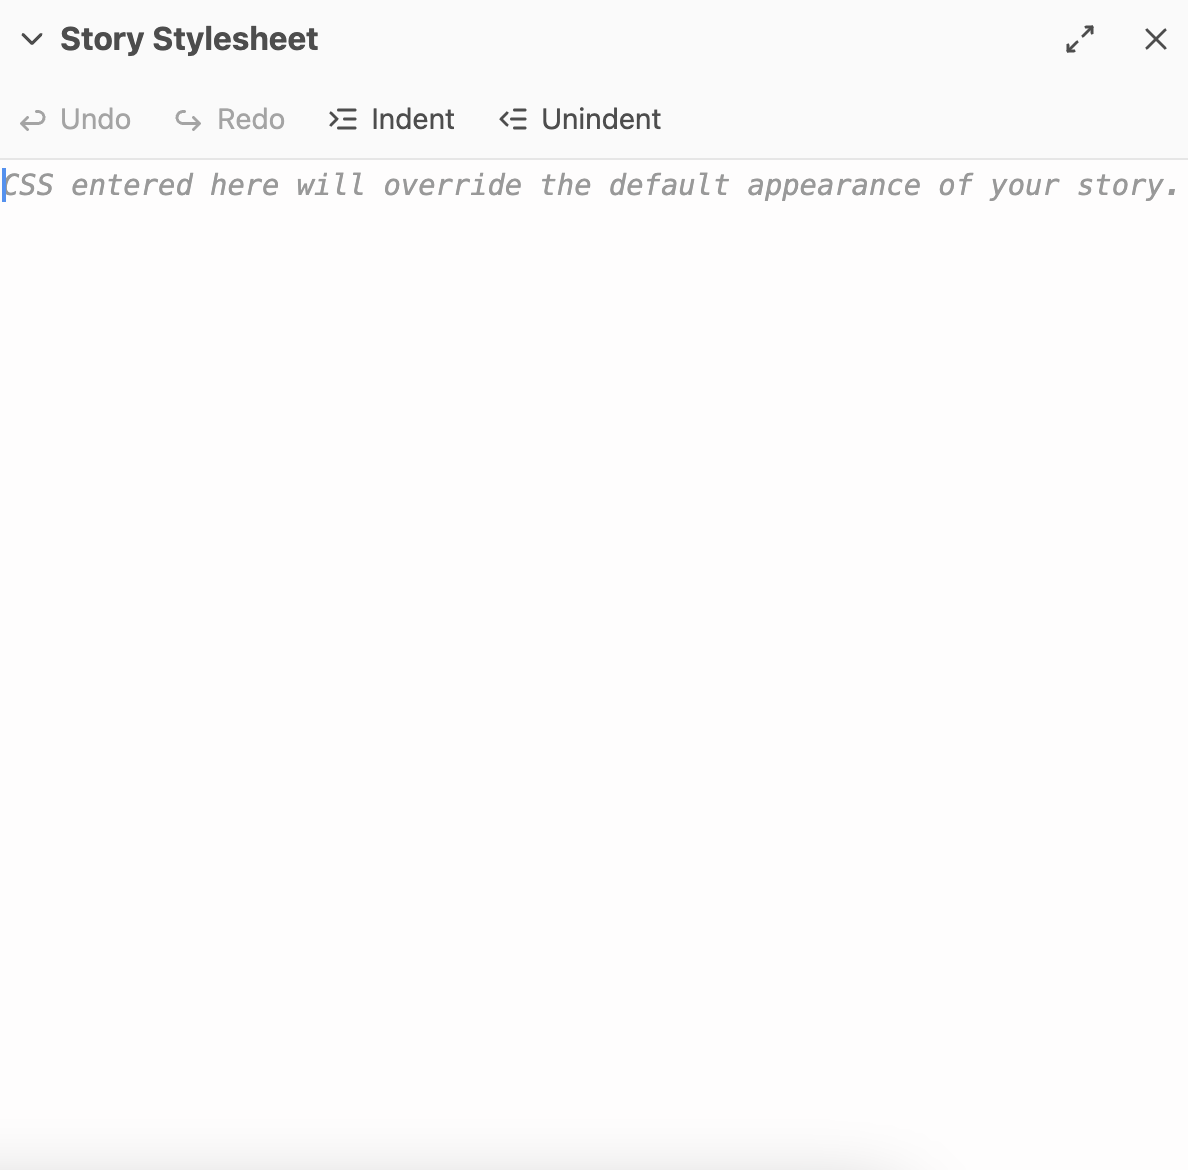 Story Stylesheet
Undo Redo Indent Unindent
CSS entered here will override the default appearance of your story.